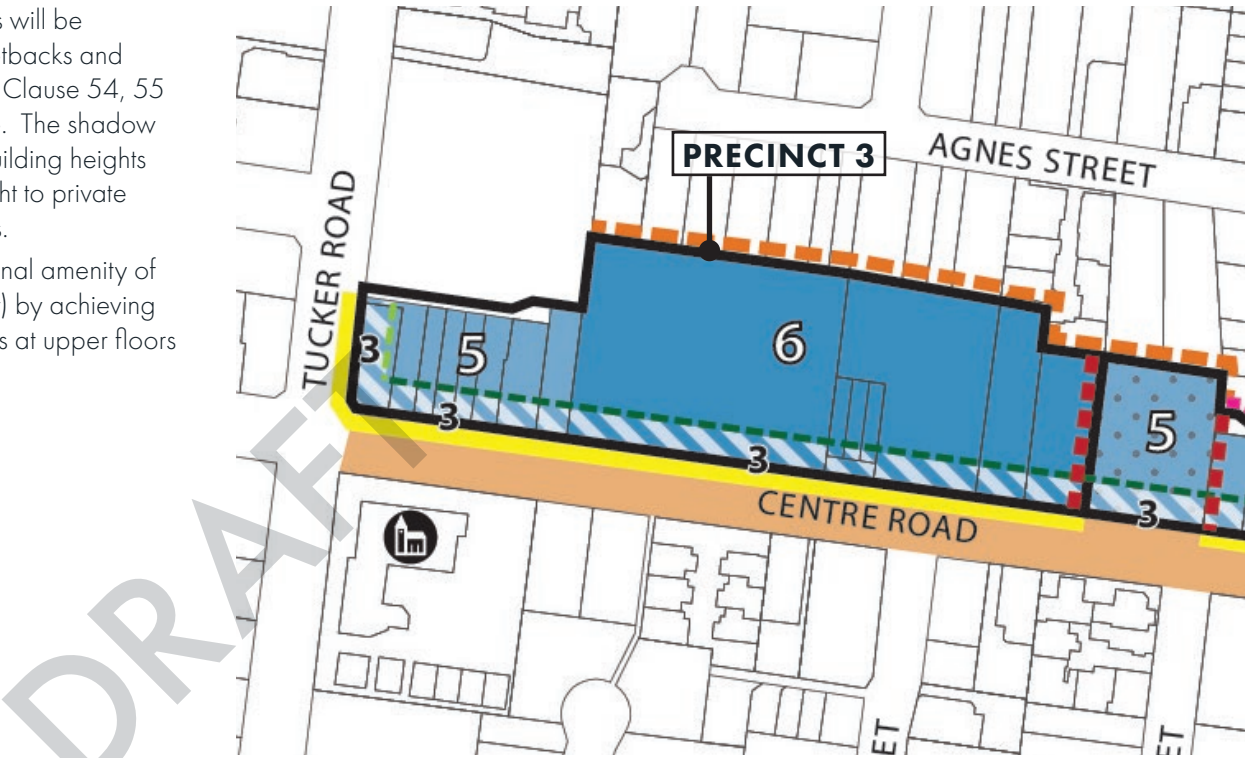 s will be
tbacks and
Clause 54, 55
. The shadow
uilding heights
ht to private
s.
nal amenity of
) by achieving
s at upper floors
PRECINCT 3
AGNES STREET
TUCKER ROAD
6
5
3
5
3
3
3
CENTRE ROAD
DRAFT
ET
ET